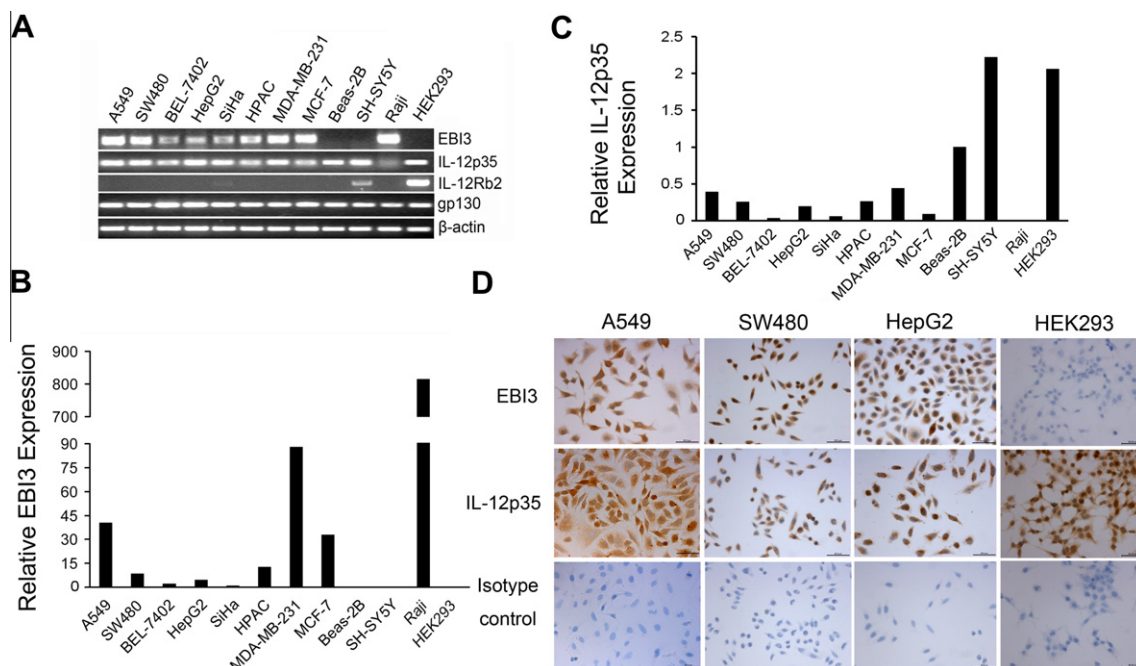 A
A549
SW480
BEL-7402
HepG2
SiHa
HPAC
MDA-MB-231
MCF-7
Beas-2B
SH-SY5Y
Raji
HEK293
EBI3
IL-12p35
IL-12Rb2
gp130
β-actin
B
Relative EBI3 Expression
900
800
700
90
75
60
45
30
15
0
A549
SW480
BEL-7402
HepG2
SiHa
HPAC
MDA-MB-231
MCF-7
Beas-2B
SH-SY5Y
Raji
HEK293
C
Relative IL-12p35
Expression
2.5
2
1.5
1
0.5
0
A549
SW480
BEL-7402
HepG2
SiHa
HPAC
MDA-MB-231
MCF-7
Beas-2B
SH-SY5Y
Raji
HEK293
D
A549 SW480 HepG2 HEK293
EBI3
IL-12p35
Isotype
control